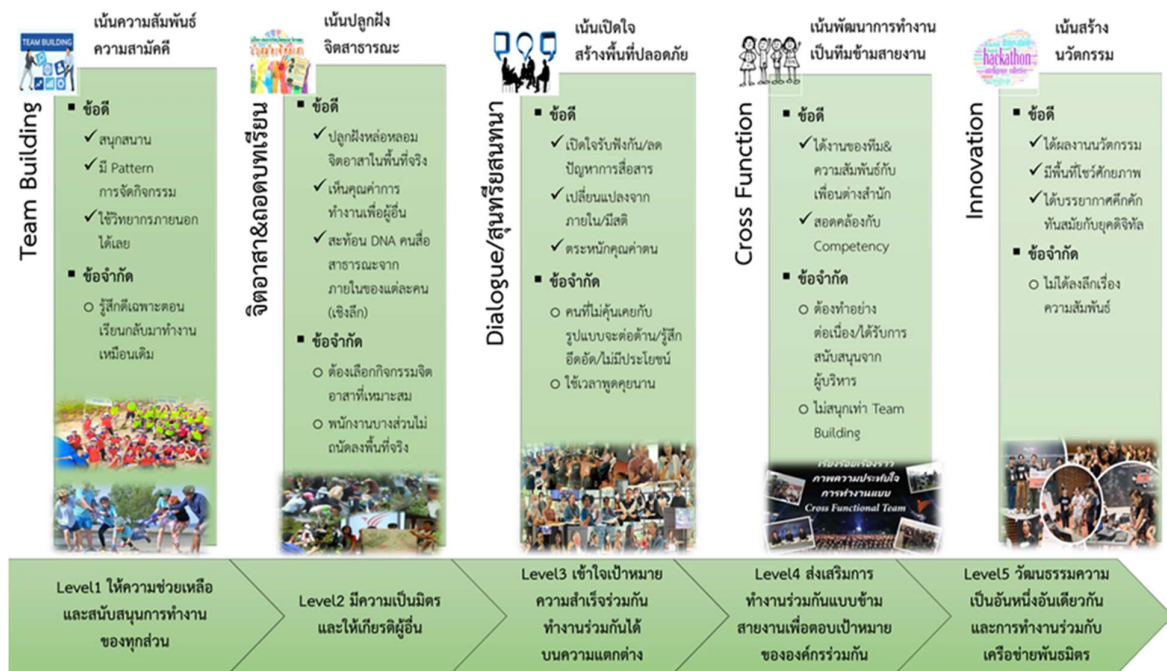 เน้นความสัมพันธ์
ความสามัคคี
TEAM BUILDING
Team Building
▪ ข้อดี
✓ สนุกสนาน
✓ มี Pattern
การจัดกิจกรรม
✓ ใช้วิทยากรภายนอก
ได้เลย
▪ ข้อจำกัด
○ รู้สึกดีเฉพาะตอน
เรียนกลับมาทำงาน
เหมือนเดิม
เน้นปลูกฝัง
จิตสาธารณะ
จิตอาสา&ถอดบทเรียน
▪ ข้อดี
✓ ปลูกฝังหล่อหลอม
จิตอาสาในพื้นที่จริง
✓ เห็นคุณค่าการ
ทำงานเพื่อผู้อื่น
✓ สะท้อน DNA คนสื่อ
สาธารณะจาก
ภายในของแต่ละคน
(เชิงลึก)
▪ ข้อจำกัด
○ ต้องเลือกกิจกรรมจิต
อาสาที่เหมาะสม
○ พนักงานบางส่วนไม่
ถนัดลงพื้นที่จริง
เน้นเปิดใจ
สร้างพื้นที่ปลอดภัย
Dialogue/สุนทรียสนทนา
▪ ข้อดี
✓ เปิดใจรับฟังกัน/ลด
ปัญหาการสื่อสาร
✓ เปลี่ยนแปลงจาก
ภายใน/มีสติ
✓ ตระหนักคุณค่าตน
▪ ข้อจำกัด
○ คนที่ไม่คุ้นเคยกับ
รูปแบบจะต่อต้าน/รู้สึก
อึดอัด/ไม่มีประโยชน์
○ ใช้เวลาพูดคุยนาน
เน้นพัฒนาการทำงาน
เป็นทีมข้ามสายงาน
Cross Function
▪ ข้อดี
✓ ได้งานของทีม&
ความสัมพันธ์กับ
เพื่อนต่างสำนัก
✓ สอดคล้องกับ
Competency
▪ ข้อจำกัด
○ ต้องทำอย่าง
ต่อเนื่อง/ได้รับการ
สนับสนุนจาก
ผู้บริหาร
○ ไม่สนุกเท่า Team
Building
เรียงร้อยเรื่องราว
ภาพความประทับใจ
การทำงานแบบ
Cross Functional Team
เน้นสร้าง
นวัตกรรม
hackathon
Innovation
▪ ข้อดี
✓ ได้ผลงานนวัตกรรม
✓ มีพื้นที่โชว์ศักยภาพ
✓ ได้บรรยากาศคึกคัก
ทันสมัยกับยุคดิจิทัล
▪ ข้อจำกัด
○ ไม่ได้ลงลึกเรื่อง
ความสัมพันธ์
Level1 ให้ความช่วยเหลือ
และสนับสนุนการทำงาน
ของทุกส่วน
Level2 มีความเป็นมิตร
และให้เกียรติผู้อื่น
Level3 เข้าใจเป้าหมาย
ความสำเร็จร่วมกัน
ทำงานร่วมกันได้
บนความแตกต่าง
Level4 ส่งเสริมการ
ทำงานร่วมกันแบบข้าม
สายงานเพื่อตอบเป้าหมาย
ขององค์กรร่วมกัน
Level5 วัฒนธรรมความ
เป็นอันหนึ่งอันเดียวกัน
และการทำงานร่วมกับ
เครือข่ายพันธมิตร